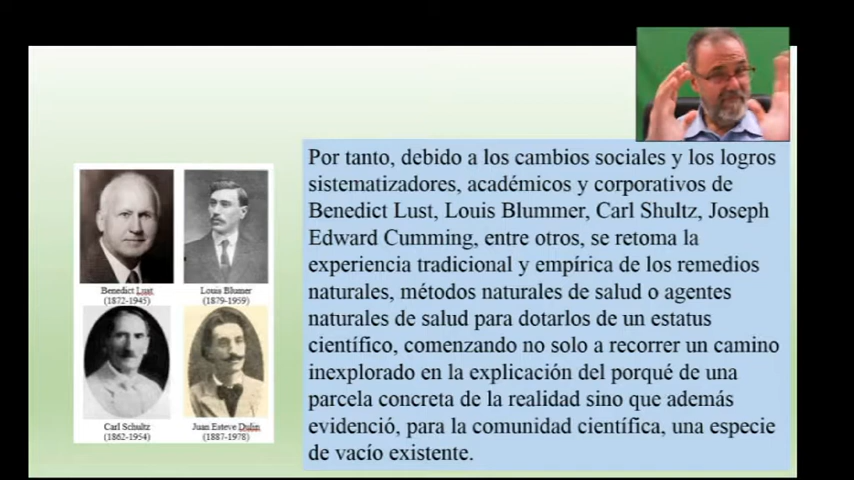 Por tanto, debido a los cambios sociales y los logros
sistematizadores, académicos y corporativos de
Benedict Lust, Louis Blummer, Carl Shultz, Joseph
Edward Cumming, entre otros, se retoma la
experiencia tradicional y empírica de los remedios
naturales, métodos naturales de salud o agentes
naturales de salud para dotarlos de un estatus
científico, comenzando no solo a recorrer un camino
inexplorado en la explicación del porqué de una
parcela concreta de la realidad sino que además
evidenció, para la comunidad científica, una especie
de vacío existente.
Benedict Lust
(1872-1945)
Louis Blumer
(1879-1959)
Carl Schultz
(1862-1954)
Juan Esteve Dulin
(1887-1978)